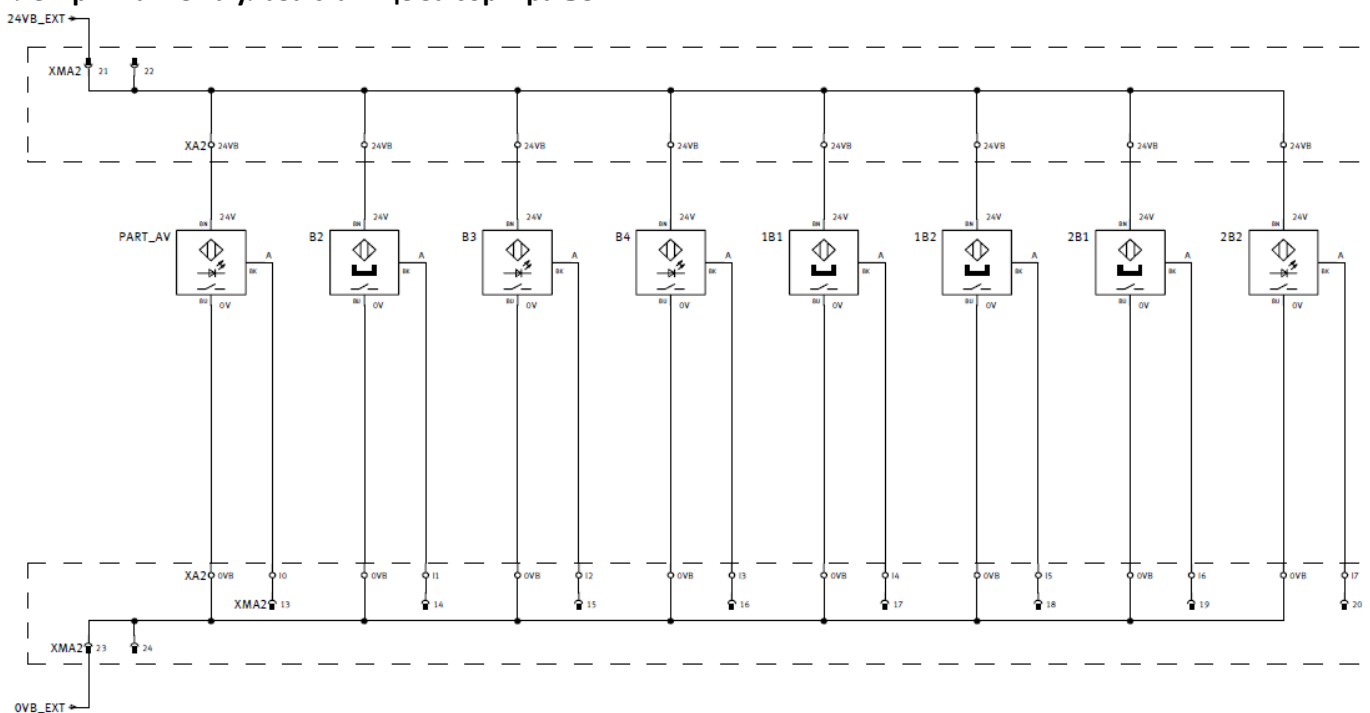 24VB_EXT
XMA2 21 22
XA2 24VB 24VB 24VB 24VB 24VB 24VB 24VB 24VB
24V 24V 24V 24V 24V 24V 24V 24V
BN BN BN BN BN BN BN BN
PART_AV B2 B3 B4 1B1 1B2 2B1 2B2
A A A A A A A A
BK BK BK BK BK BK BK BK
BU BU BU BU BU BU BU BU
0V 0V 0V 0V 0V 0V 0V 0V
XA2 0VB I0 0VB I1 0VB I2 0VB I3 0VB I4 0VB I5 0VB I6 0VB I7
XMA2 13 14 15 16 17 18 19 20
XMA2 23 24
0VB_EXT